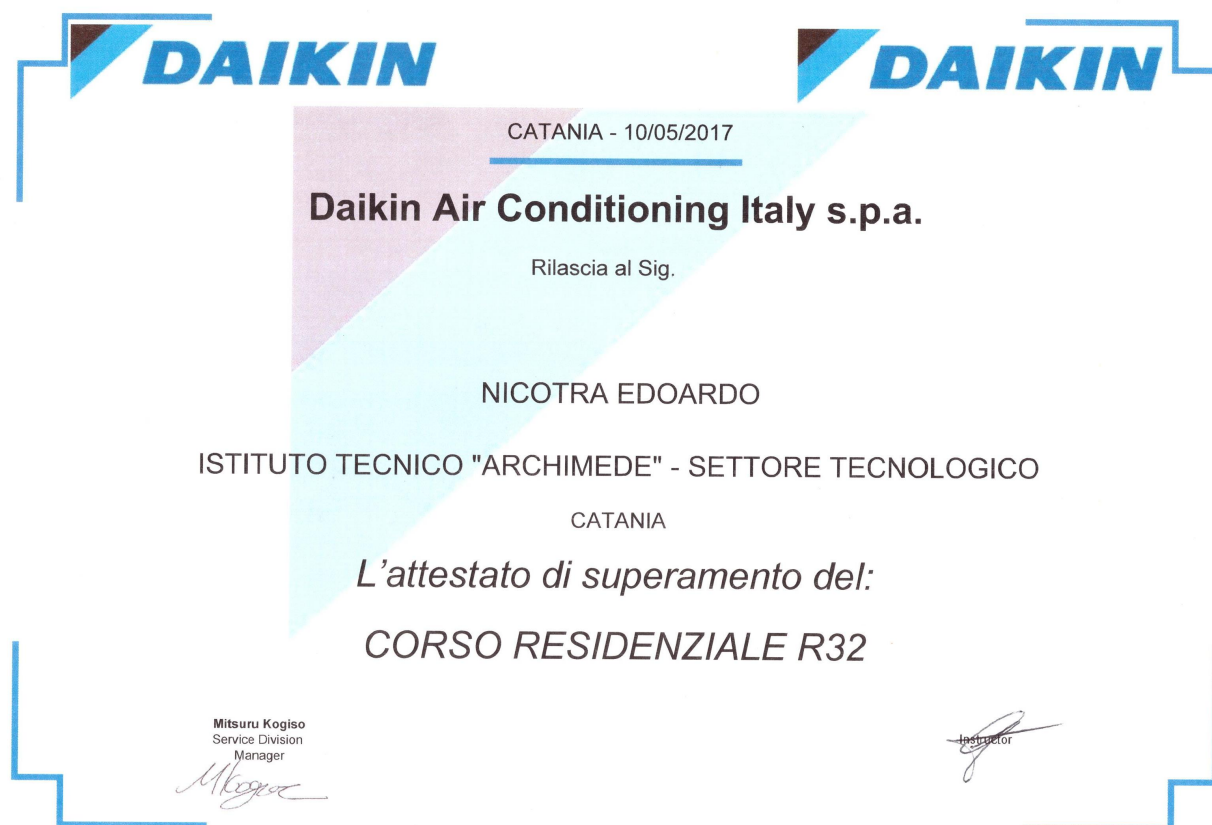 DAIKIN
DAIKIN
CATANIA - 10/05/2017
Daikin Air Conditioning Italy s.p.a.
Rilascia al Sig.
NICOTRA EDOARDO
ISTITUTO TECNICO "ARCHIMEDE" - SETTORE TECNOLOGICO
CATANIA
L'attestato di superamento del:
CORSO RESIDENZIALE R32
Mitsuru Kogiso
Service Division
Manager
Instructor